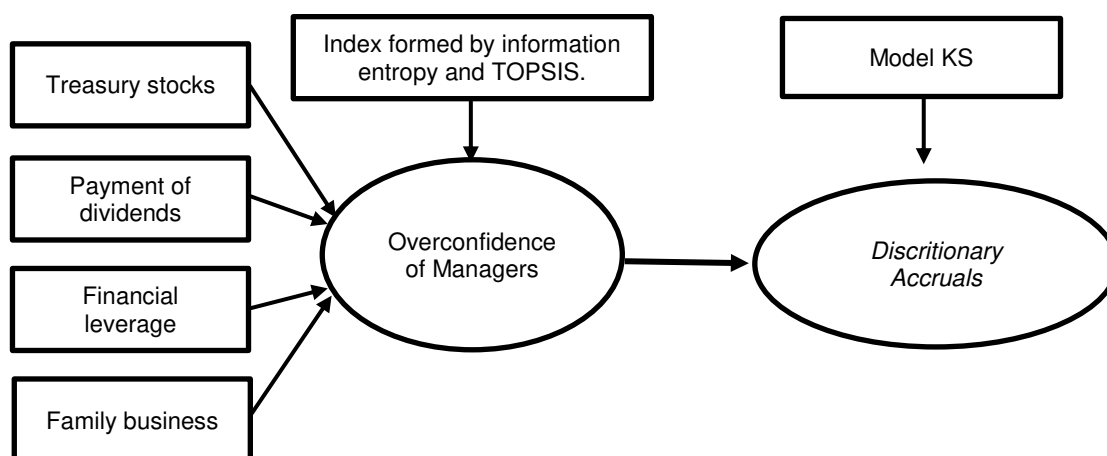 Treasury stocks
Index formed by information
entropy and TOPSIS.
Model KS
Payment of
dividends
Overconfidence
of Managers
Discritionary
Accruals
Financial
leverage
Family business